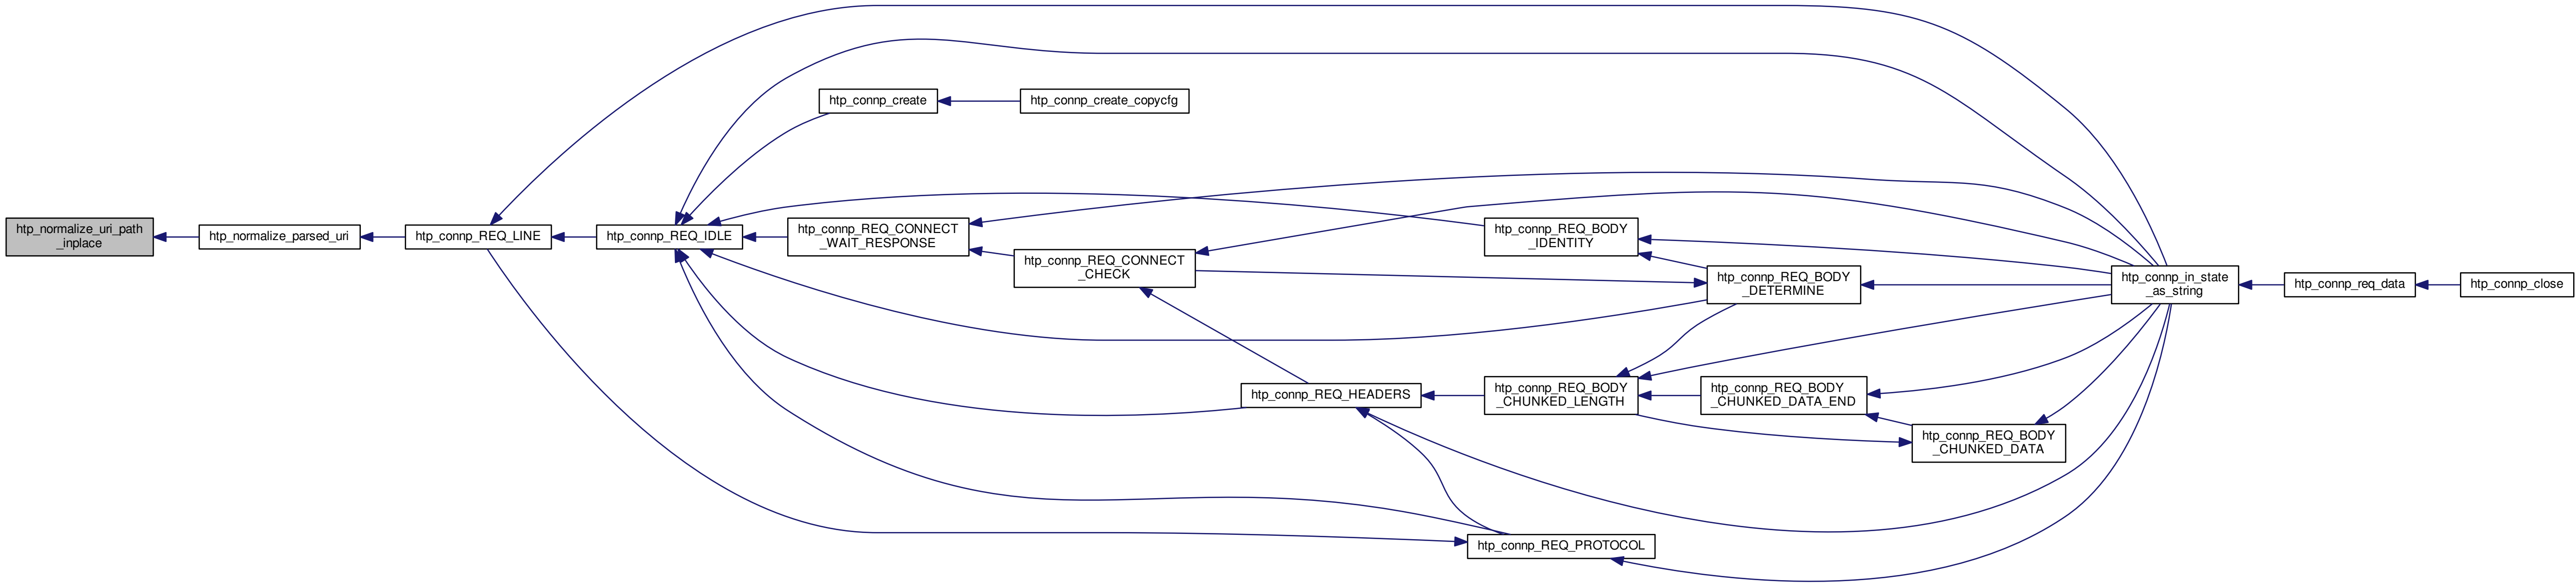 htp_normalize_uri_path
_inplace
htp_normalize_parsed_uri
htp_connp_REQ_LINE
htp_connp_REQ_IDLE
htp_connp_create
htp_connp_create_copycfg
htp_connp_REQ_CONNECT
_WAIT_RESPONSE
htp_connp_REQ_CONNECT
_CHECK
htp_connp_REQ_HEADERS
htp_connp_REQ_BODY
_IDENTITY
htp_connp_REQ_BODY
_DETERMINE
htp_connp_REQ_BODY
_CHUNKED_LENGTH
htp_connp_REQ_BODY
_CHUNKED_DATA_END
htp_connp_REQ_BODY
_CHUNKED_DATA
htp_connp_REQ_PROTOCOL
htp_connp_in_state
_as_string
htp_connp_req_data
htp_connp_close